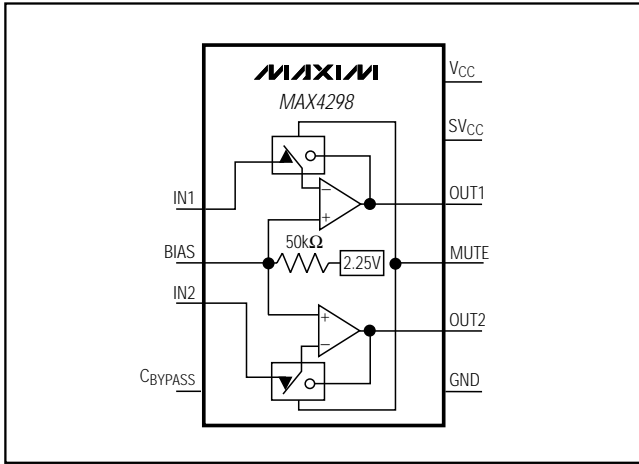 MAXIM
MAX4298
VCC
SVCC
IN1
OUT1
BIAS
50kΩ
2.25V
MUTE
IN2
OUT2
CBYPASS
GND
−
+
+
−